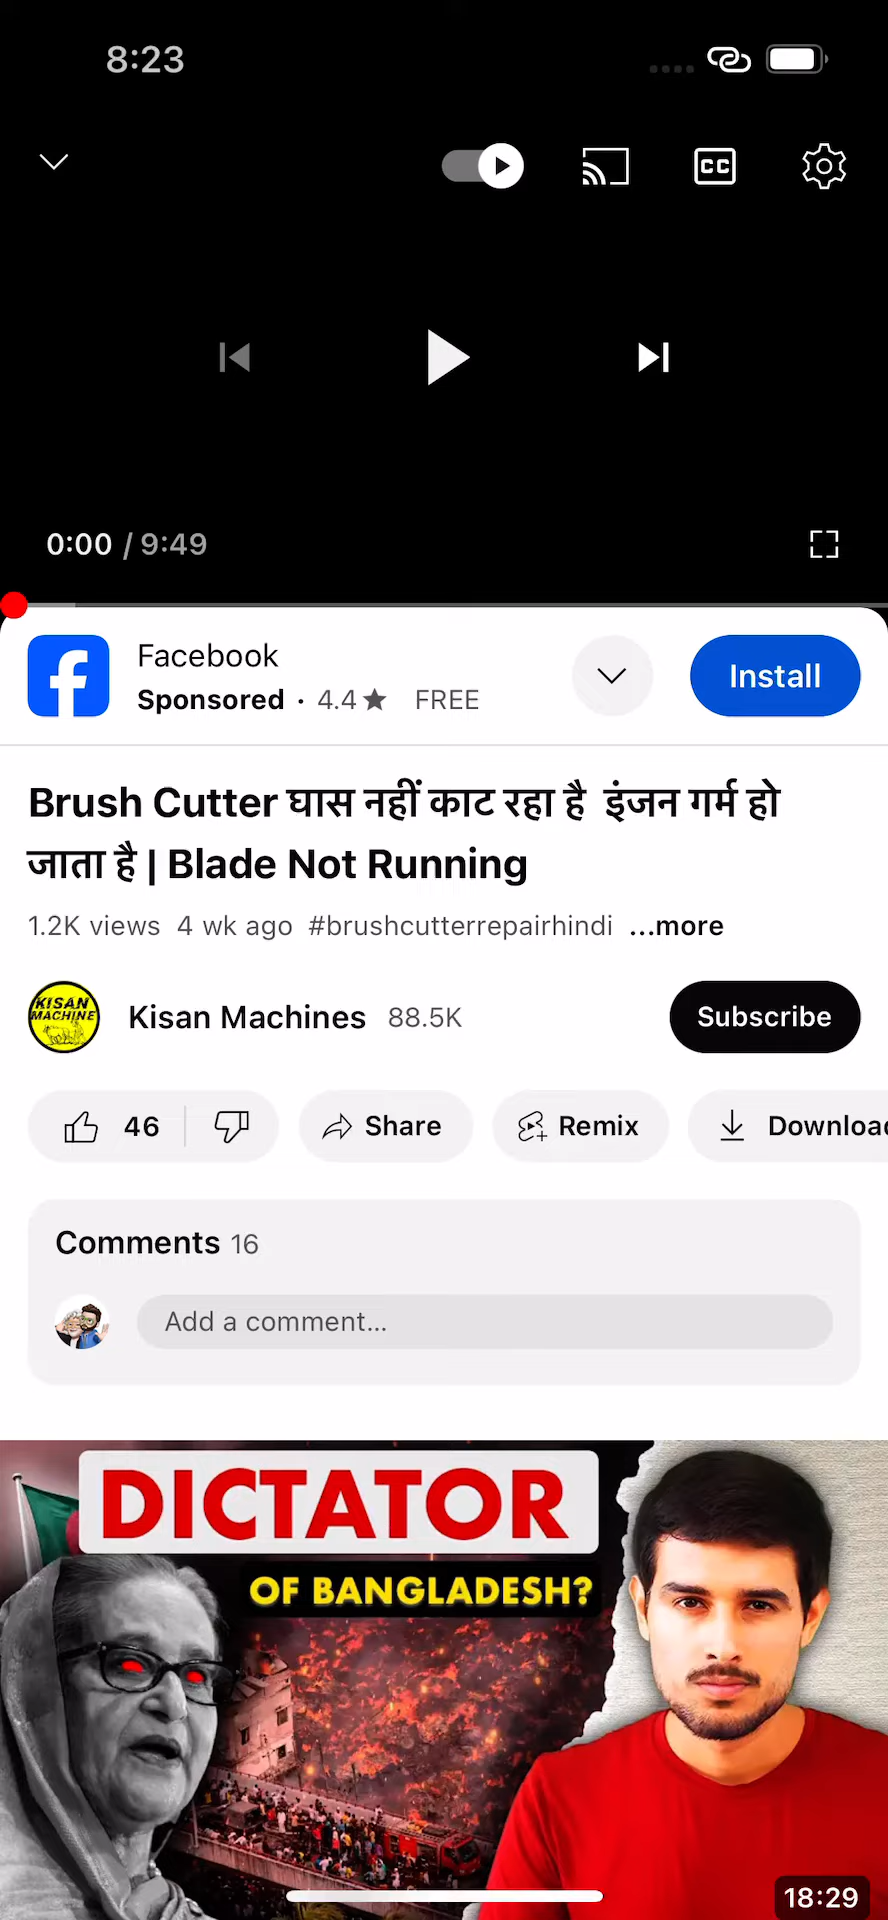 8:23
CC
0:00 / 9:49
Facebook
Sponsored · 4.4★ FREE
Install
Brush Cutter घास नहीं काट रहा है इंजन गर्म हो
जाता है | Blade Not Running
1.2K views 4 wk ago #brushcutterrepairhindi ...more
KISAN
MACHINE
Kisan Machines 88.5K
Subscribe
46
Share
Remix
Downloa
Comments 16
Add a comment...
DICTATOR
OF BANGLADESH?
18:29